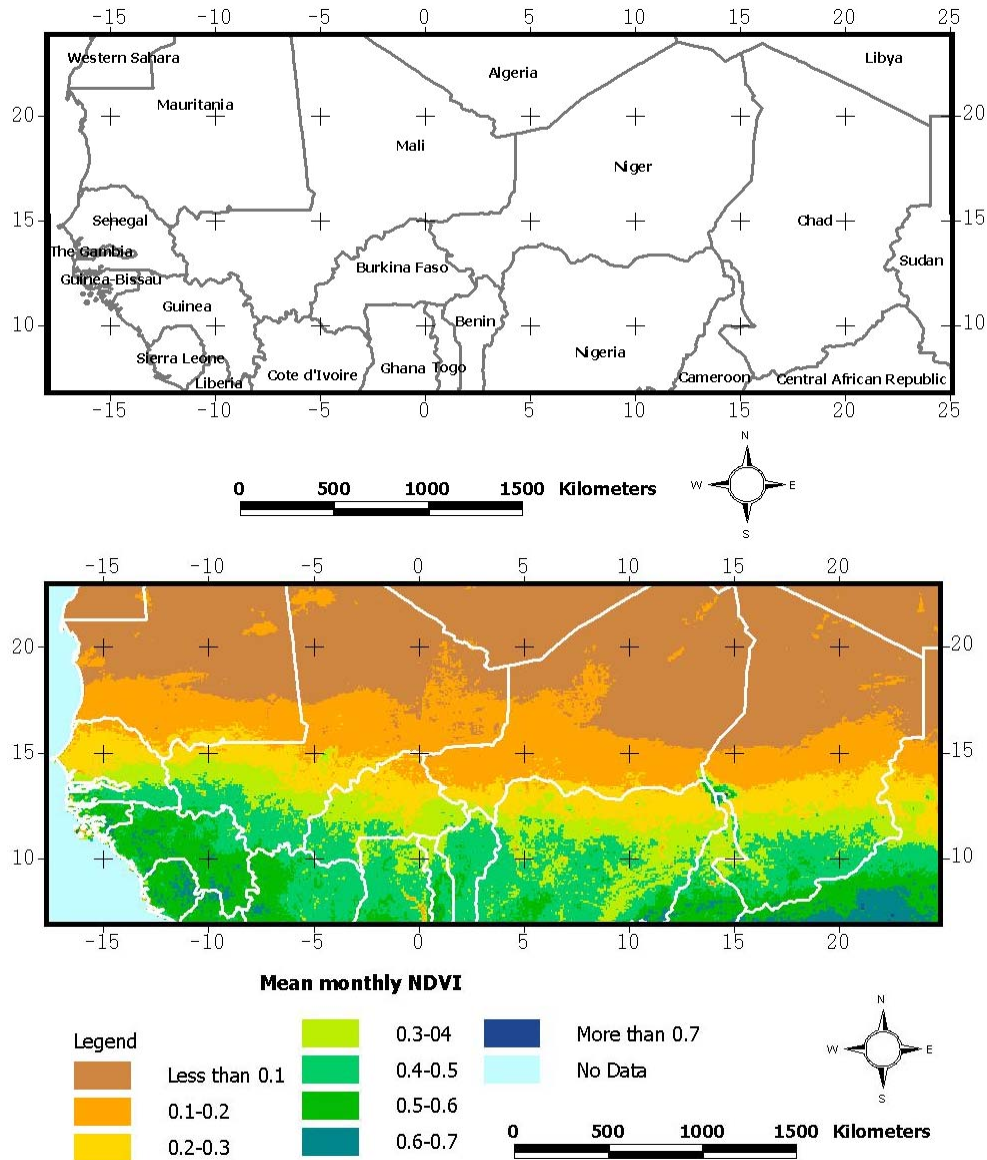 -15 -10 -5 0 5 10 15 20 25
Western Sahara
Libya
Algeria
Mauritania
20 20
Mali
Niger
15 Senegal Chad 15
The Gambia
Sudan
Burkina Faso
Guinea-Bissau
Guinea
Benin
10 10
Nigeria
Sierra Leone
Ghana Togo
Cote d'Ivoire
Cameroon Central African Republic
Liberia
-15 -10 -5 0 5 10 15 20 25
N
W E
S
0 500 1000 1500 Kilometers
-15 -10 -5 0 5 10 15 20
20 20
15 15
10 10
-15 -10 -5 0 5 10 15 20
Mean monthly NDVI
Legend
Less than 0.1
0.1-0.2
0.2-0.3
0.3-04
0.4-0.5
0.5-0.6
0.6-0.7
More than 0.7
No Data
N
W E
S
0 500 1000 1500 Kilometers